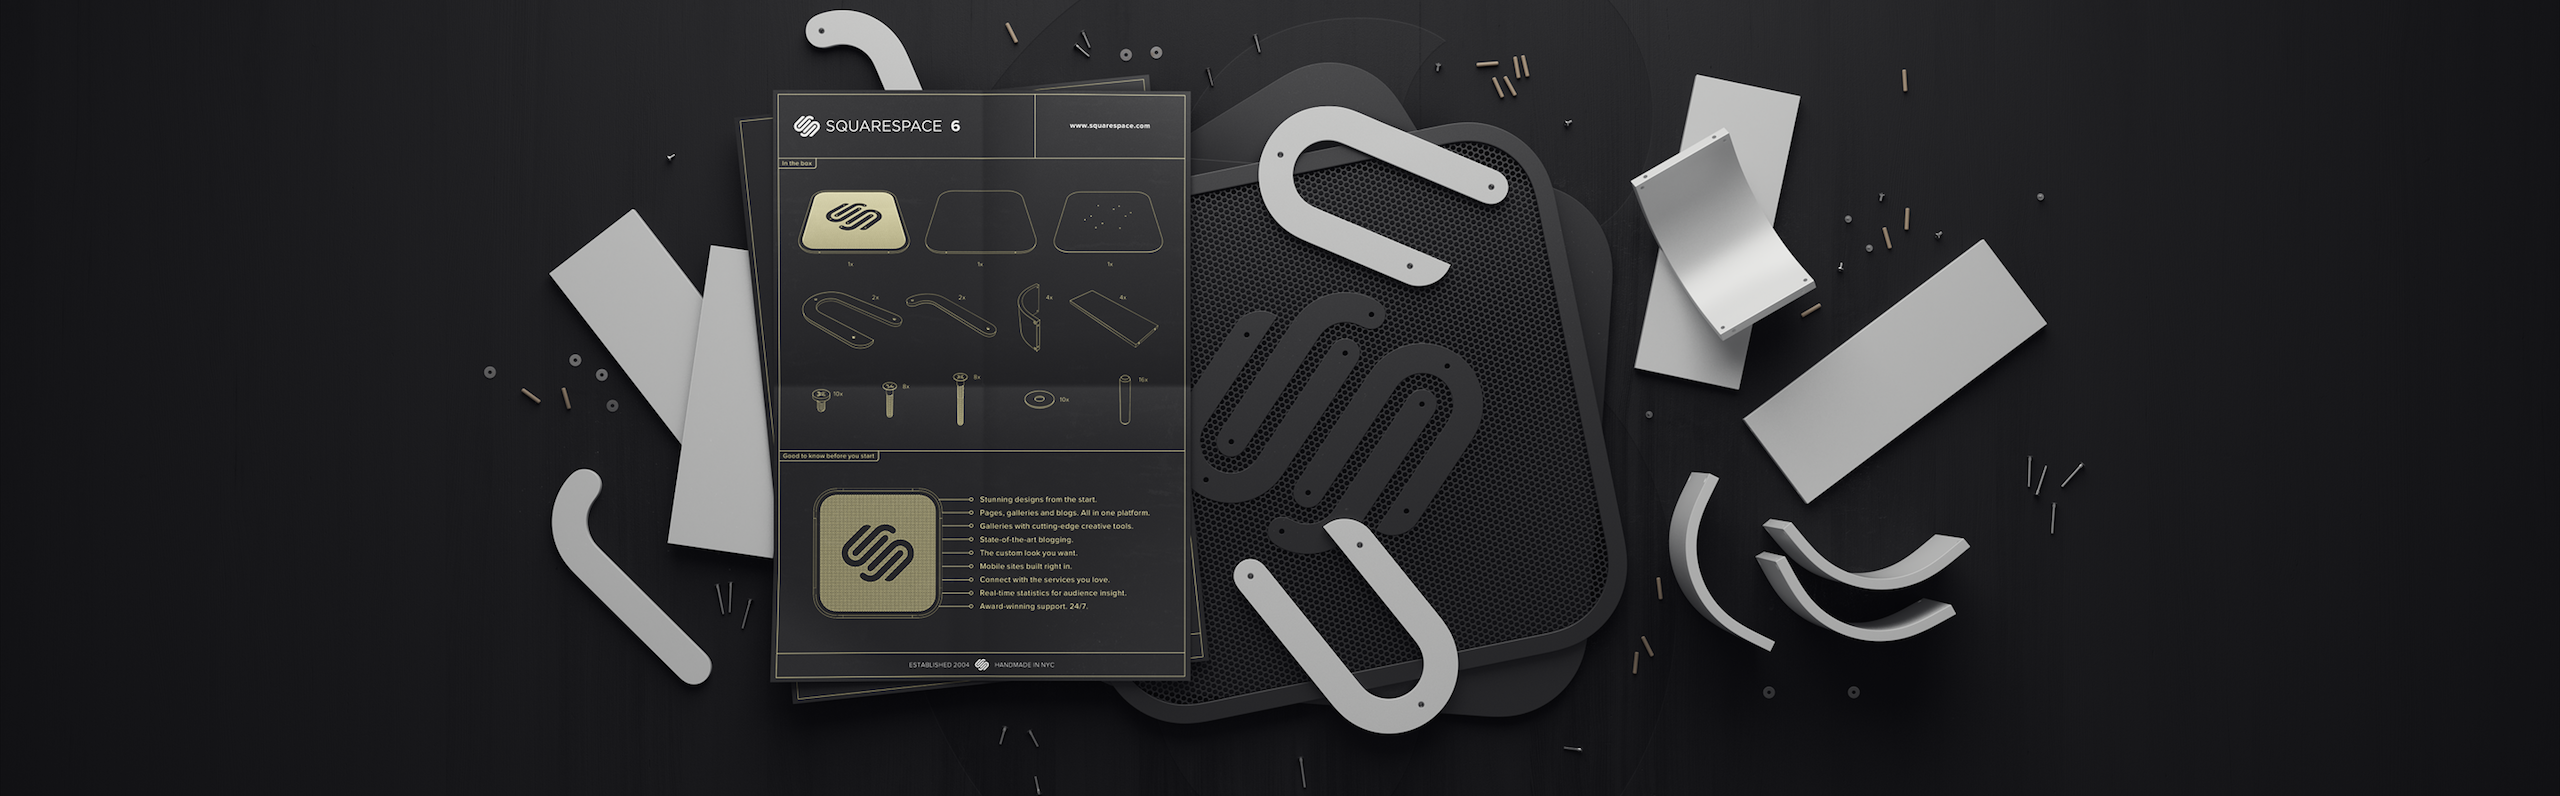 SQUARESPACE 6
www.squarespace.com
In the box
1x
1x
1x
2x
2x
4x
4x
10x
8x
8x
10x
16x
Good to know before you start
Stunning designs from the start.
Pages, galleries and blogs. All in one platform.
Galleries with cutting-edge creative tools.
State-of-the-art blogging.
The custom look you want.
Mobile sites built right in.
Connect with the services you love.
Real-time statistics for audience insight.
Award-winning support. 24/7.
ESTABLISHED 2004 HANDMADE IN NYC